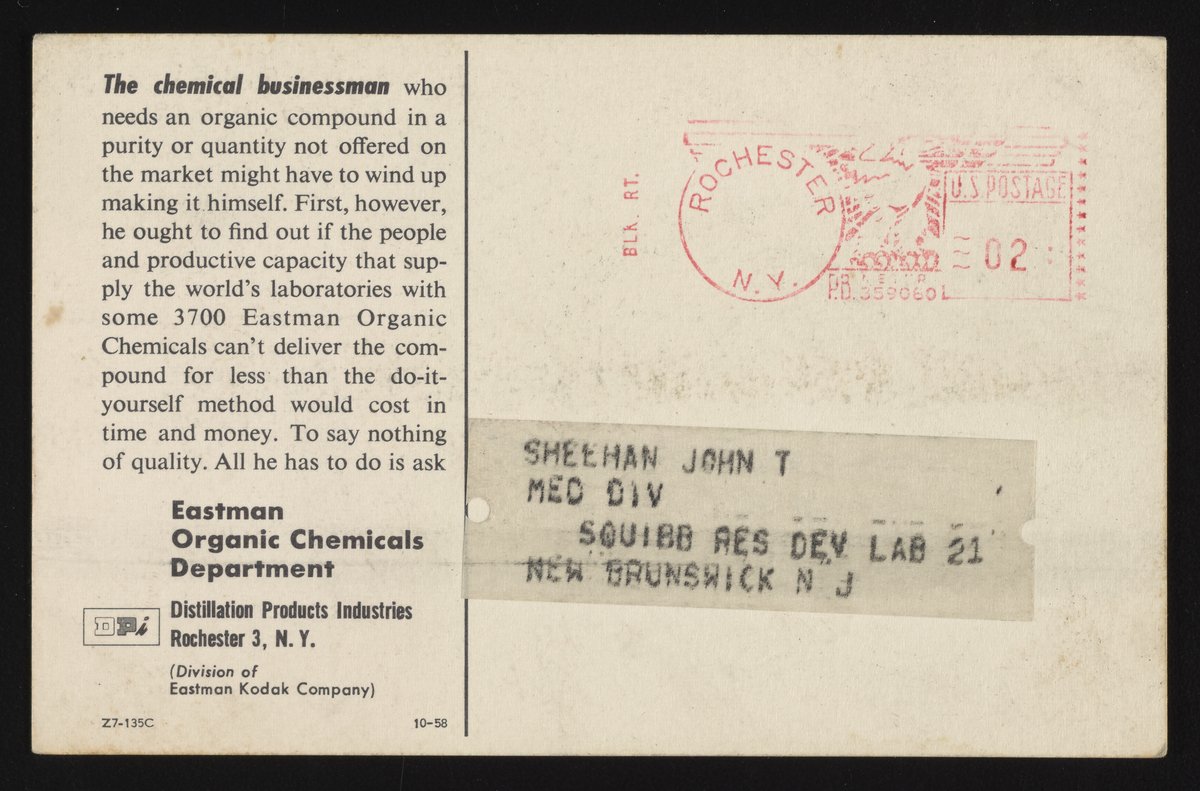 The chemical businessman who
needs an organic compound in a
purity or quantity not offered on
the market might have to wind up
making it himself. First, however,
he ought to find out if the people
and productive capacity that sup-
ply the world's laboratories with
some 3700 Eastman Organic
Chemicals can't deliver the com-
pound for less than the do-it-
yourself method would cost in
time and money. To say nothing
of quality. All he has to do is ask
Eastman
Organic Chemicals
Department
DPi
Distillation Products Industries
Rochester 3, N. Y.
(Division of
Eastman Kodak Company)
Z7-135C 10-58
BLK. RT.
ROCHESTER
N. Y.
U.S. POSTAGE
02
METER
P.B. 359060
SHEEHAN JOHN T
MED DIV
SQUIBB RES DEV LAB 21
NEW BRUNSWICK N J